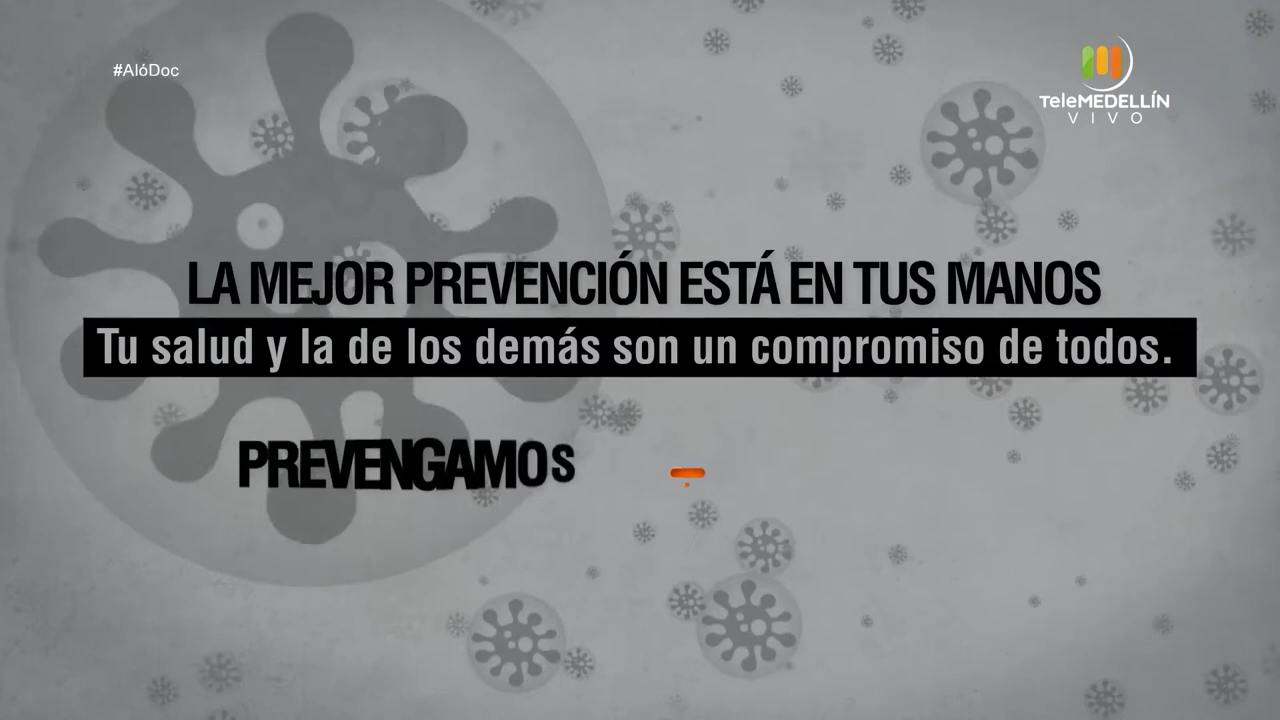 #AlóDoc
TeleMEDELLÍN
VIVO
LA MEJOR PREVENCIÓN ESTÁ EN TUS MANOS
Tu salud y la de los demás son un compromiso de todos.
PREVENGAMOS